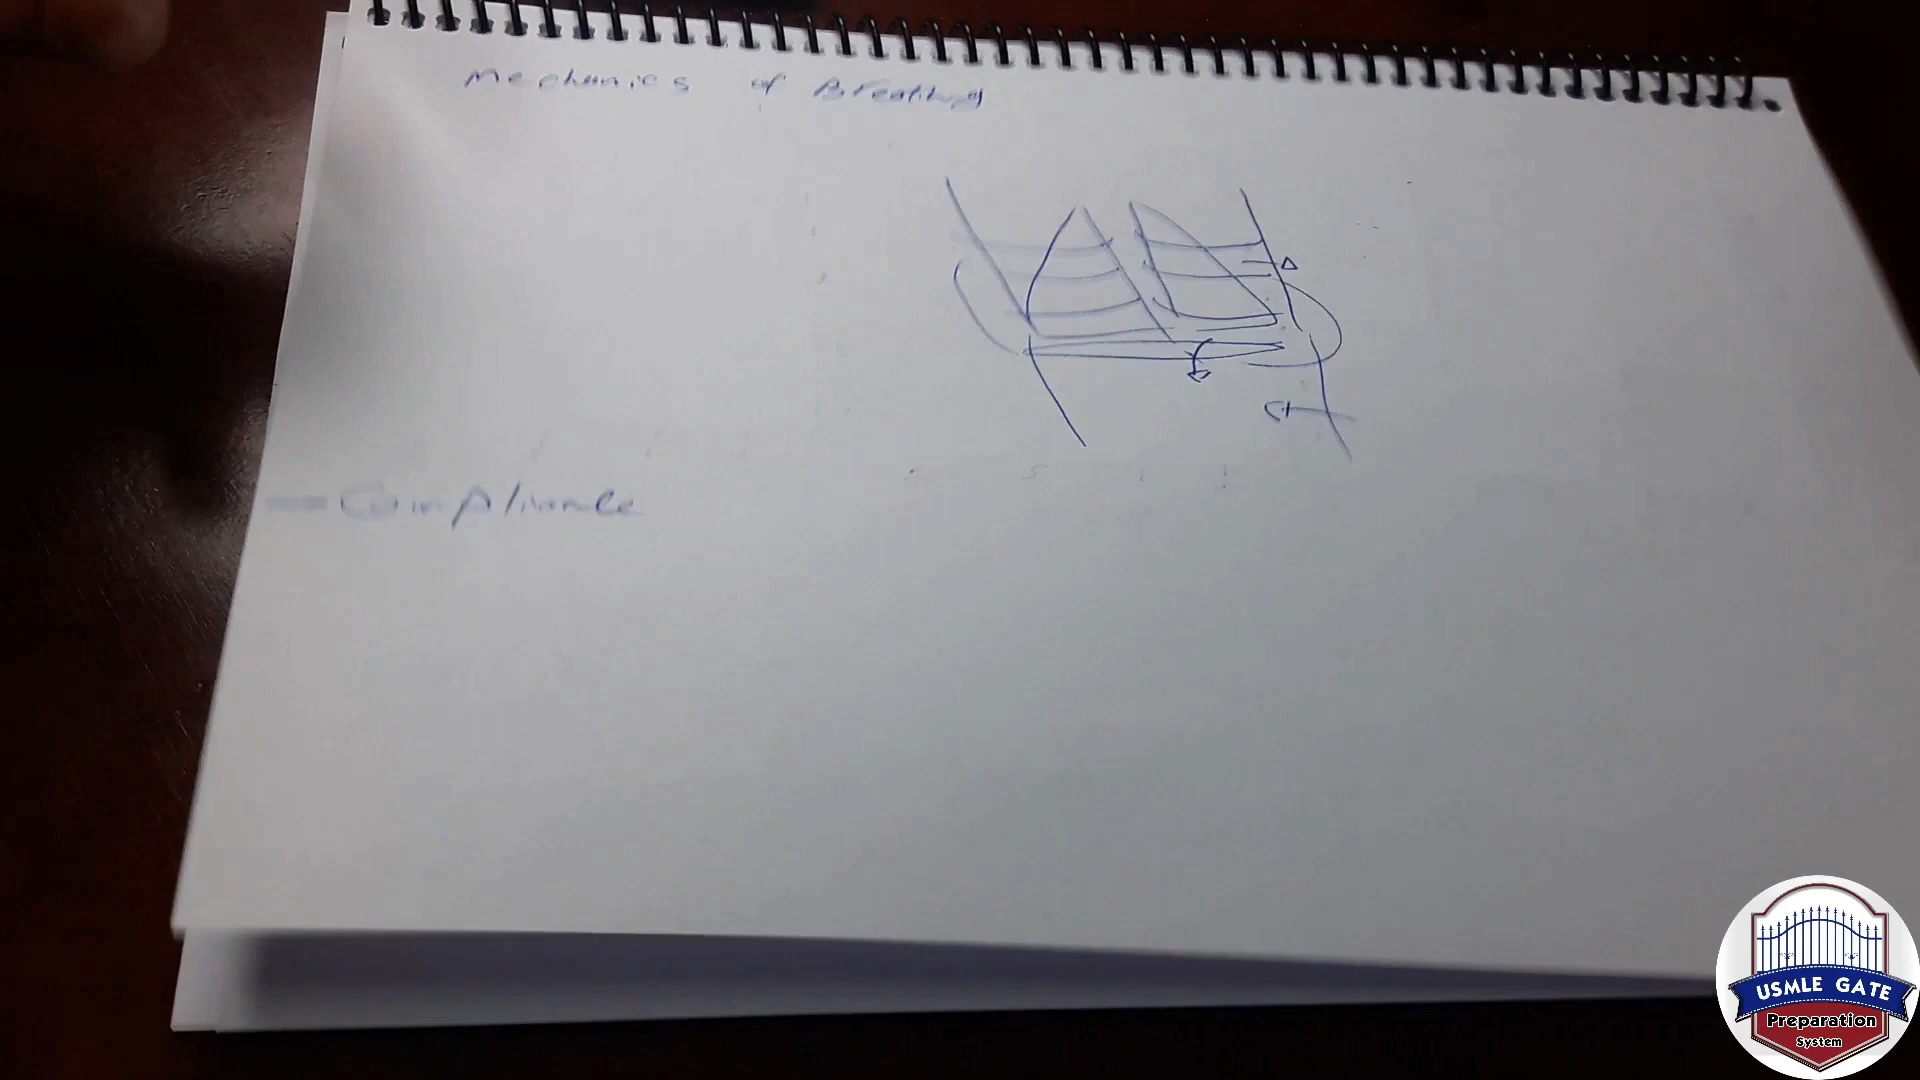 Mechanics of Breathing
- Compliance
USMLE GATE
Preparation
System